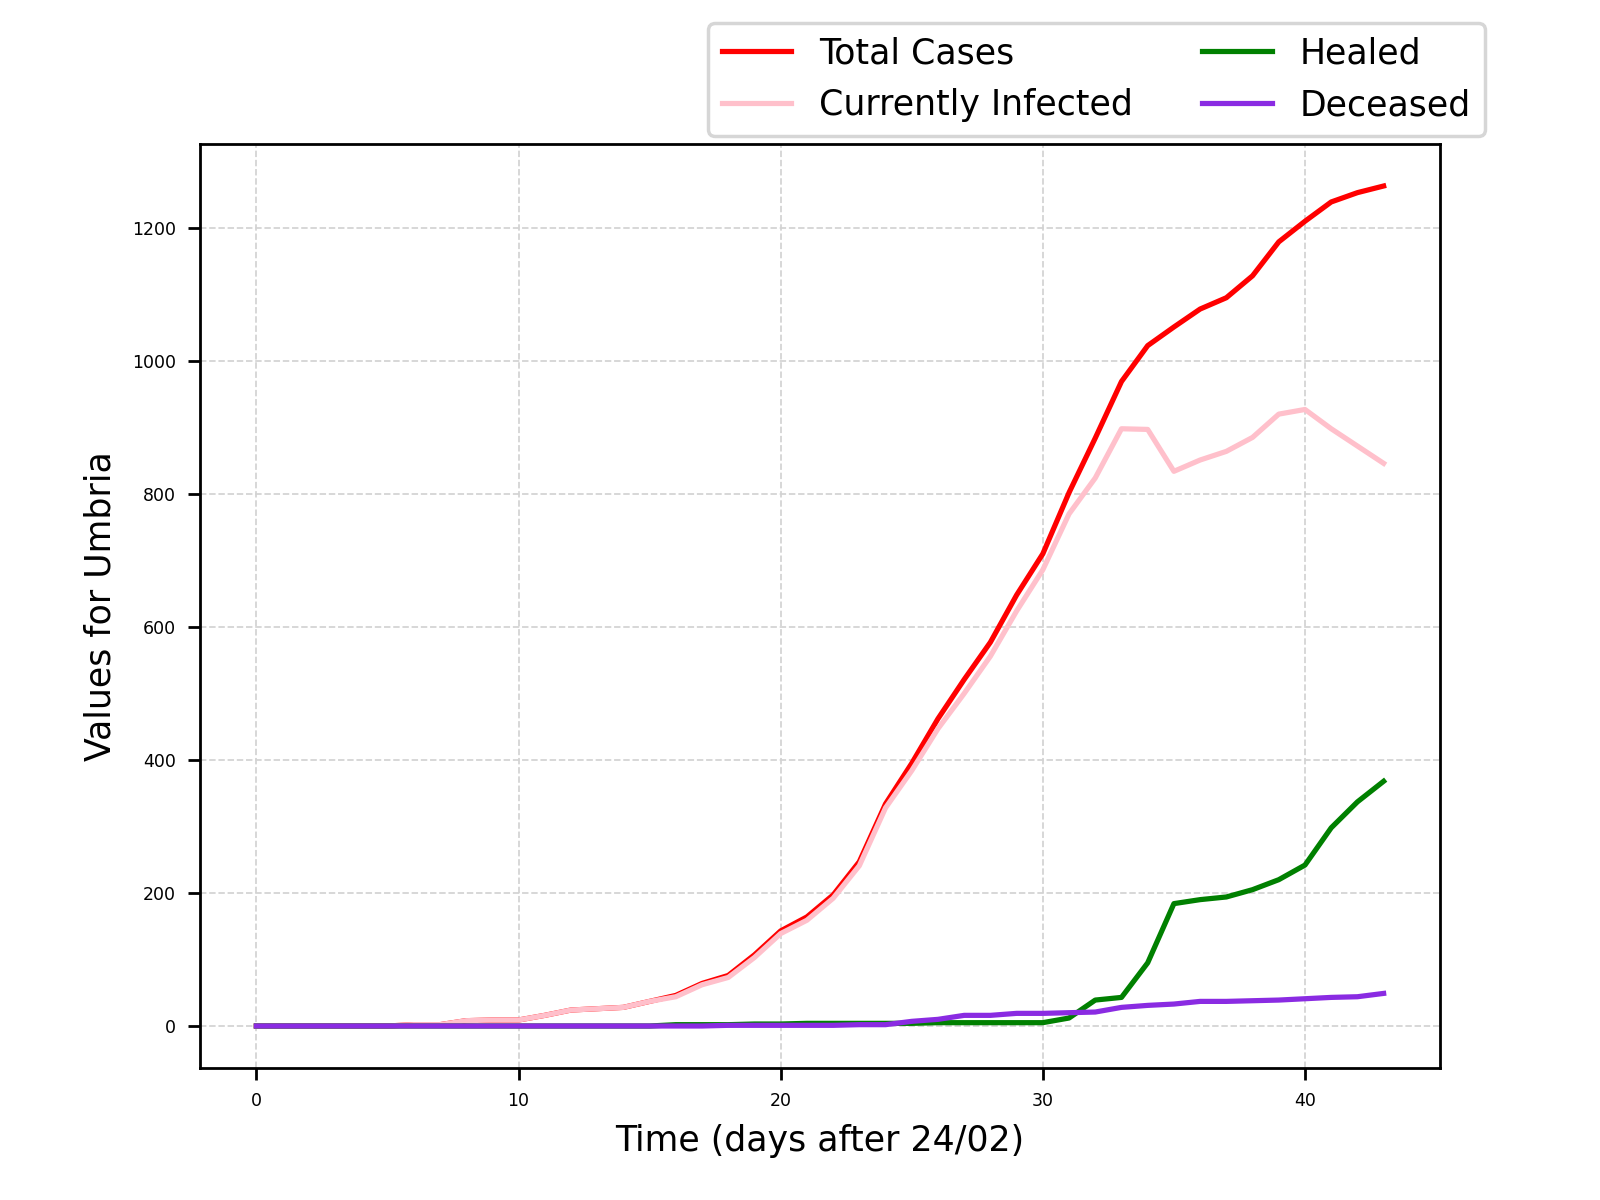 Total Cases
Currently Infected
Healed
Deceased
1200
1000
800
600
400
200
0
Values for Umbria
0 10 20 30 40
Time (days after 24/02)